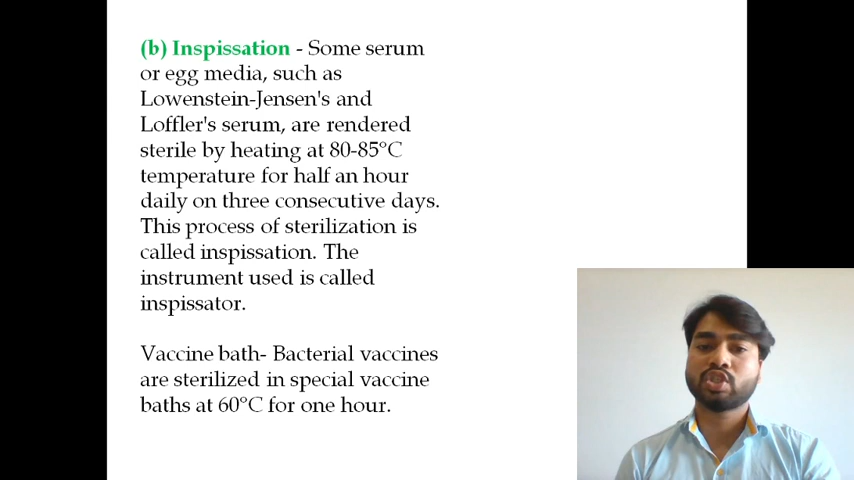 (b) Inspissation - Some serum
or egg media, such as
Lowenstein-Jensen's and
Loffler's serum, are rendered
sterile by heating at 80-85°C
temperature for half an hour
daily on three consecutive days.
This process of sterilization is
called inspissation. The
instrument used is called
inspissator.
Vaccine bath- Bacterial vaccines
are sterilized in special vaccine
baths at 60°C for one hour.